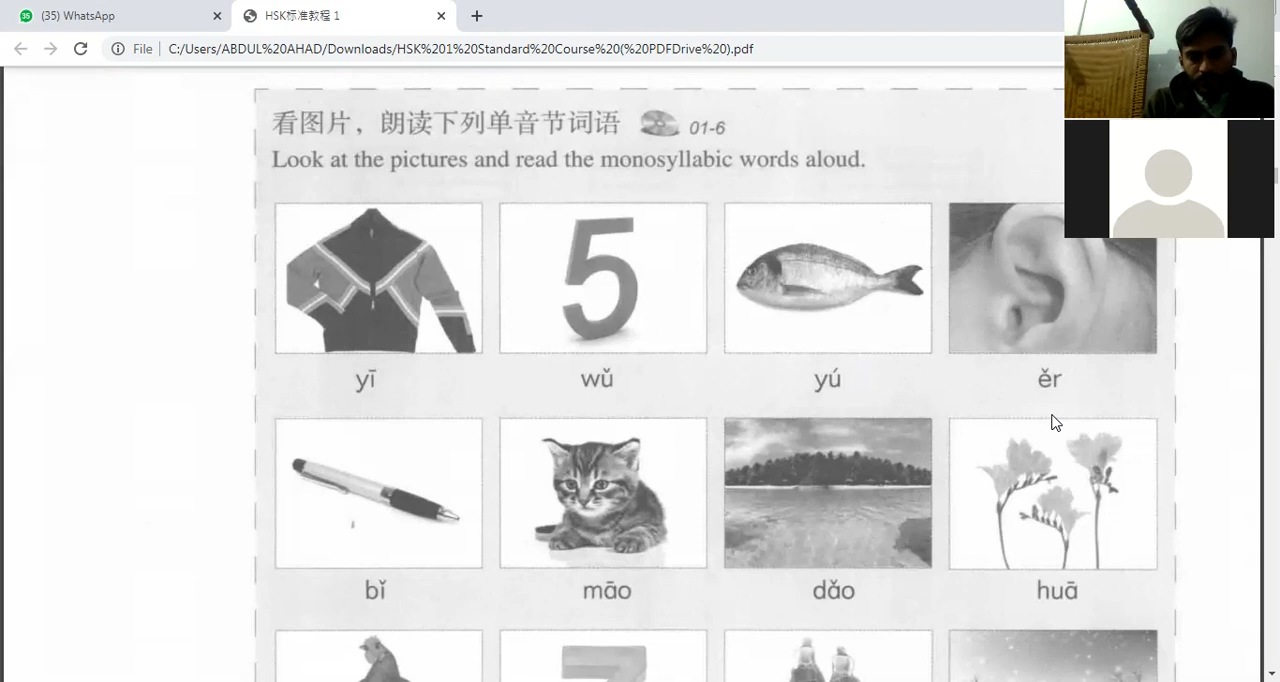 (35) WhatsApp
HSK标准教程 1
File
C:/Users/ABDUL%20AHAD/Downloads/HSK%201%20Standard%20Course%20(%20PDFDrive%20).pdf
看图片，朗读下列单音节词语 01-6
Look at the pictures and read the monosyllabic words aloud.
5
yī wǔ yú ěr
bǐ māo dǎo huā